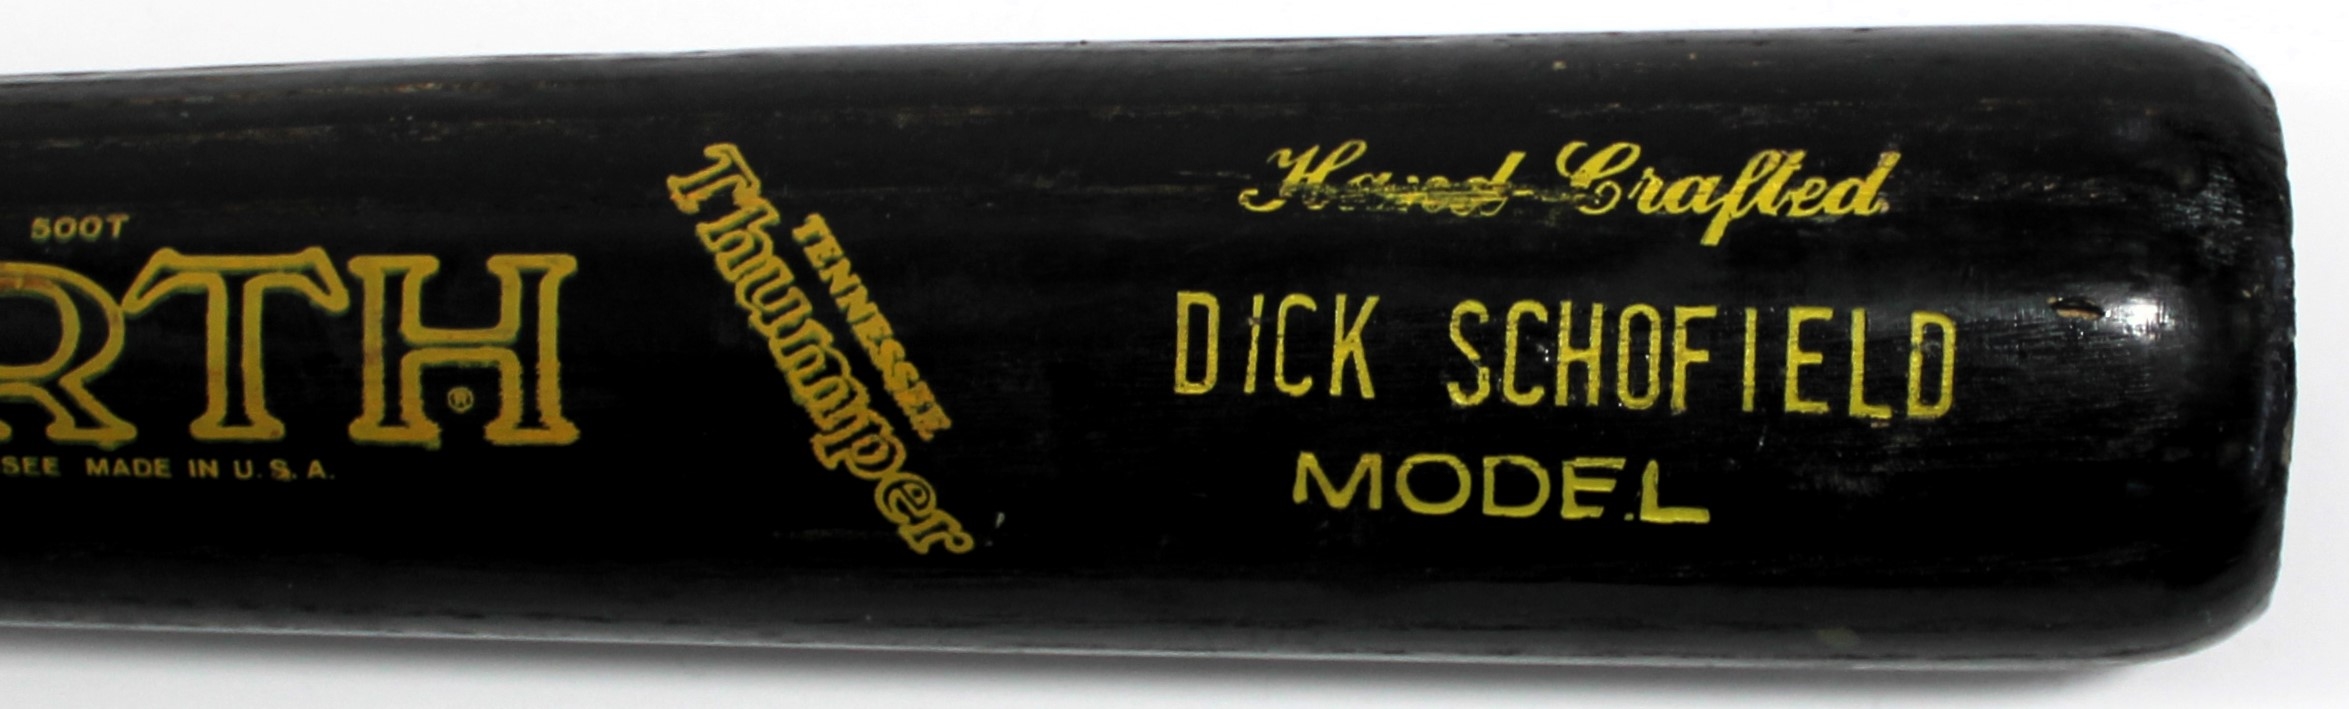 500T
RTH®
SEE MADE IN U.S.A.
TENNESSEE
Thumper
Hand Crafted
DICK SCHOFIELD
MODEL